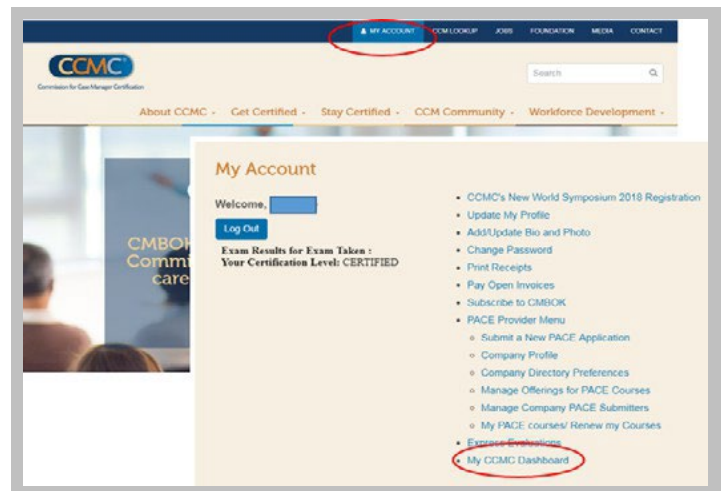 MY ACCOUNT CCM LOOKUP JOBS FOUNDATION MEDIA CONTACT
CCMC
Commission for Case Manager Certification
Search
About CCMC - Get Certified - Stay Certified - CCM Community - Workforce Development -
CMBOK
Commi
care
My Account
Welcome,
Log Out
Exam Results for Exam Taken :
Your Certification Level: CERTIFIED
CCMC's New World Symposium 2018 Registration
Update My Profile
Add/Update Bio and Photo
Change Password
Print Receipts
Pay Open Invoices
Subscribe to CMBOK
PACE Provider Menu
Submit a New PACE Application
Company Profile
Company Directory Preferences
Manage Offerings for PACE Courses
Manage Company PACE Submitters
My PACE courses/ Renew my Courses
Express Evaluations
My CCMC Dashboard